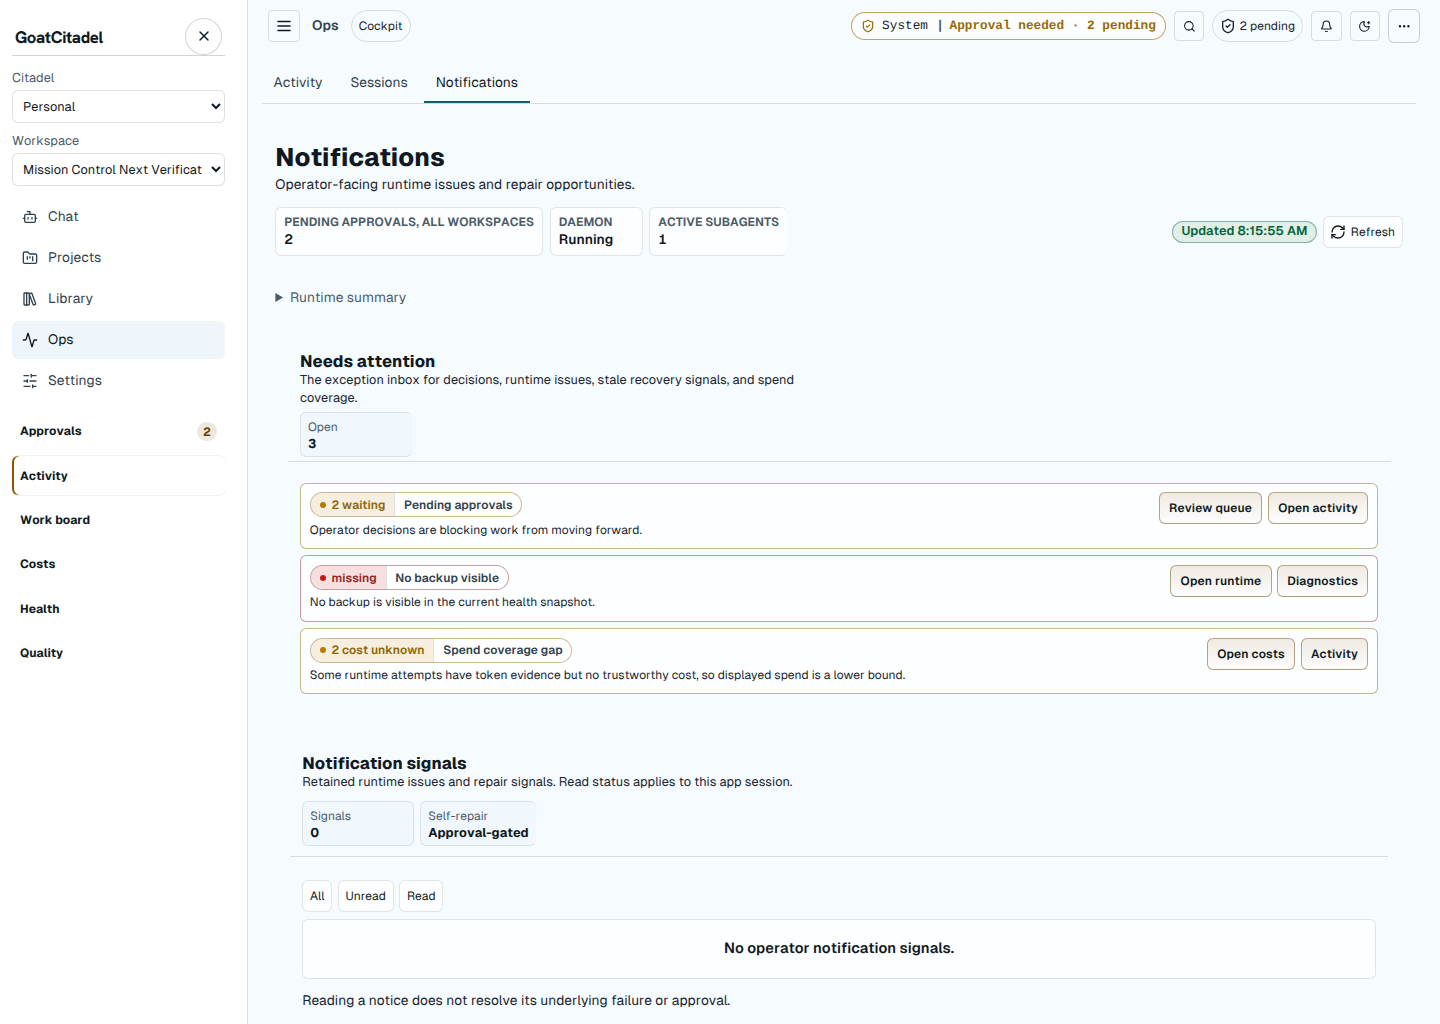 GoatCitadel
Citadel
Personal
Workspace
Mission Control Next Verificat
Chat
Projects
Library
Ops
Settings
Approvals 2
Activity
Work board
Costs
Health
Quality
Ops Cockpit
System | Approval needed · 2 pending
2 pending
Activity Sessions Notifications
Notifications
Operator-facing runtime issues and repair opportunities.
PENDING APPROVALS, ALL WORKSPACES
2
DAEMON
Running
ACTIVE SUBAGENTS
1
Updated 8:15:55 AM
Refresh
Runtime summary
Needs attention
The exception inbox for decisions, runtime issues, stale recovery signals, and spend
coverage.
Open
3
2 waiting Pending approvals
Operator decisions are blocking work from moving forward.
Review queue Open activity
missing No backup visible
No backup is visible in the current health snapshot.
Open runtime Diagnostics
2 cost unknown Spend coverage gap
Some runtime attempts have token evidence but no trustworthy cost, so displayed spend is a lower bound.
Open costs Activity
Notification signals
Retained runtime issues and repair signals. Read status applies to this app session.
Signals
0
Self-repair
Approval-gated
All Unread Read
No operator notification signals.
Reading a notice does not resolve its underlying failure or approval.